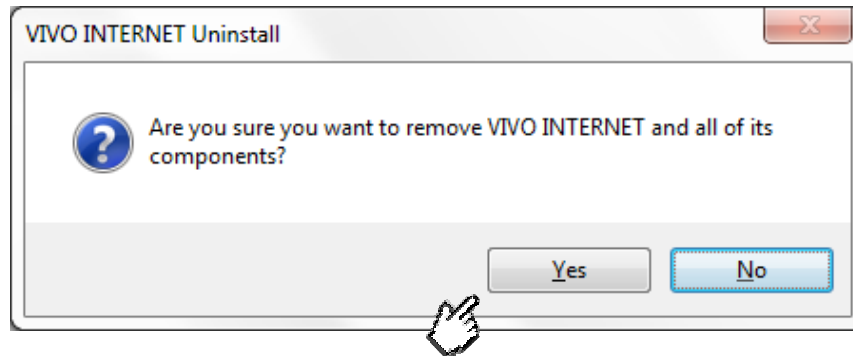 VIVO INTERNET Uninstall
Are you sure you want to remove VIVO INTERNET and all of its
components?
Yes
No